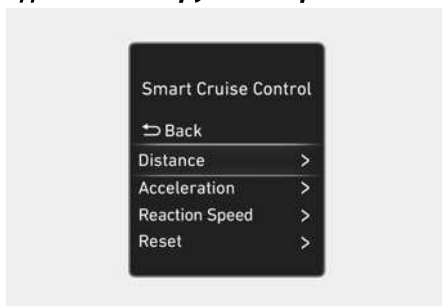 Smart Cruise Control
Back
Distance >
Acceleration >
Reaction Speed >
Reset >